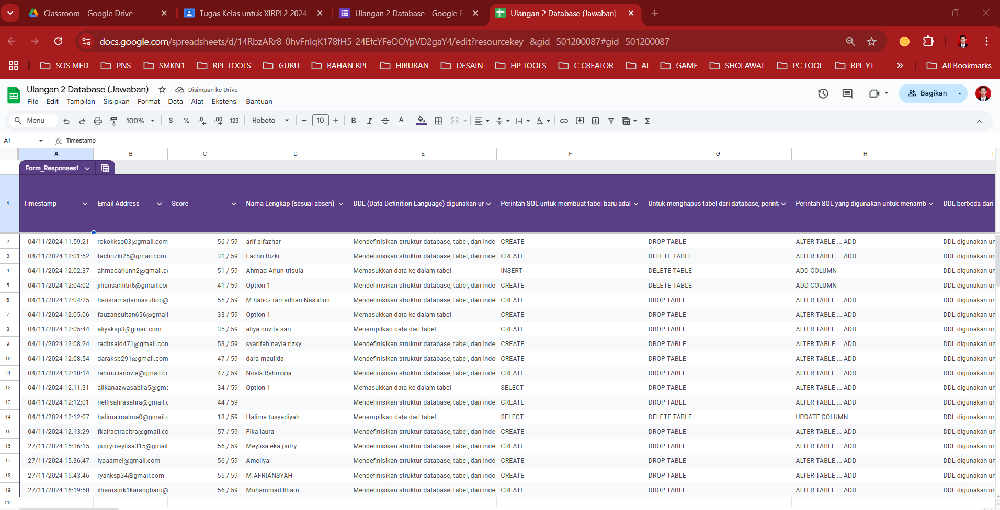 Classroom - Google Drive
Tugas Kelas untuk XIRPL2 2024
Ulangan 2 Database - Google F
Ulangan 2 Database (Jawaban)
docs.google.com/spreadsheets/d/14RbzARr8-0hvFnIqK178fH5-24EfcYFeOOYpVD2gaY4/edit?resourcekey=&gid=501200087#gid=501200087
SOS MED PNS SMKN1 RPL TOOLS GURU BAHAN RPL HIBURAN DESAIN HP TOOLS C CREATOR AI GAME SHOLAWAT PC TOOL RPL YT » All Bookmarks
Ulangan 2 Database (Jawaban) Disimpan ke Drive
File Edit Tampilan Sisipkan Format Data Alat Ekstensi Bantuan
Bagikan
Menu 100% $ % .0 .00 123 Roboto − 10 + B I A
A1 fx Timestamp
A B C D E F G H I
Form_Responses1
1 Timestamp Email Address Score Nama Lengkap (sesuai absen) DDL (Data Definition Language) digunakan un Perintah SQL untuk membuat tabel baru adal Untuk menghapus tabel dari database, perint Perintah SQL yang digunakan untuk menamb DDL berbeda dari
2 04/11/2024 11:59:21 rokokksp03@gmail.com 56 / 59 arif alfazhar Mendefinisikan struktur database, tabel, dan indel CREATE DROP TABLE ALTER TABLE ... ADD DDL digunakan un
3 04/11/2024 12:01:52 fachrizki25@gmail.com 31 / 59 Fachri Rizki Mendefinisikan struktur database, tabel, dan indel CREATE DELETE TABLE ALTER TABLE ... ADD DDL digunakan un
4 04/11/2024 12:02:37 ahmadarjunn2@gmail.co 51 / 59 Ahmad Arjun trisula Memasukkan data ke dalam tabel INSERT DELETE TABLE ADD COLUMN DDL digunakan un
5 04/11/2024 12:04:02 jihansahfitri6@gmail.cor 41 / 59 Option 1 Mendefinisikan struktur database, tabel, dan indel CREATE DELETE TABLE ADD COLUMN DDL digunakan un
6 04/11/2024 12:04:25 hafisramadannasution@ 55 / 59 M hafidz ramadhan Nasution Mendefinisikan struktur database, tabel, dan indel CREATE DROP TABLE ALTER TABLE ... ADD DDL digunakan un
7 04/11/2024 12:05:06 fauzansultan656@gmail 33 / 59 Option 1 Memasukkan data ke dalam tabel CREATE DROP TABLE ALTER TABLE ... ADD DDL digunakan un
8 04/11/2024 12:05:44 aliyaksp3@gmail.com 35 / 59 aliya novita sari Menampilkan data dari tabel CREATE DROP TABLE ALTER TABLE ... ADD DDL digunakan un
9 04/11/2024 12:08:24 raditsaid471@gmail.con 53 / 59 syarifah nayla rizky Mendefinisikan struktur database, tabel, dan indel CREATE DROP TABLE ALTER TABLE ... ADD DDL digunakan un
10 04/11/2024 12:08:54 daraksp291@gmail.com 47 / 59 dara maulida Mendefinisikan struktur database, tabel, dan indel CREATE DROP TABLE ALTER TABLE ... ADD DDL digunakan un
11 04/11/2024 12:10:14 rahmulianovla@gmail.cc 47 / 59 Novla Rahmulia Mendefinisikan struktur database, tabel, dan indel CREATE DROP TABLE ALTER TABLE ... ADD DDL digunakan un
12 04/11/2024 12:11:31 alikanazwasabila5@gma 34 / 59 Option 1 Memasukkan data ke dalam tabel SELECT DROP TABLE ALTER TABLE ... ADD DDL digunakan un
13 04/11/2024 12:12:01 nelfisahrasahra@gmail.c 44 / 59 Mendefinisikan struktur database, tabel, dan indel CREATE DROP TABLE ALTER TABLE ... ADD DDL digunakan un
14 04/11/2024 12:12:07 halimaimaima0@gmail.c 18 / 59 Halima tusyadiyah Menampilkan data dari tabel SELECT DELETE TABLE UPDATE COLUMN DDL digunakan un
15 04/11/2024 12:13:29 fkalractracitra@gmail.co 57 / 59 Fika laura Mendefinisikan struktur database, tabel, dan indel CREATE DROP TABLE ALTER TABLE ... ADD DDL digunakan un
16 27/11/2024 15:36:15 putrymeylisa315@gmail 56 / 59 Meylisa eka putry Mendefinisikan struktur database, tabel, dan indel CREATE DROP TABLE ALTER TABLE ... ADD DDL digunakan un
17 27/11/2024 15:36:47 lyaaamel@gmail.com 56 / 59 Amellya Mendefinisikan struktur database, tabel, dan indel CREATE DROP TABLE ALTER TABLE ... ADD DDL digunakan un
18 27/11/2024 15:43:46 ryanksp34@gmail.com 55 / 59 M.AFRIANSYAH Mendefinisikan struktur database, tabel, dan indel CREATE DROP TABLE ALTER TABLE ... ADD DDL digunakan un
19 27/11/2024 16:19:50 ilhamsmk1karangbaru@ 56 / 59 Muhammad Ilham Mendefinisikan struktur database, tabel, dan indel CREATE DROP TABLE ALTER TABLE ... ADD DDL digunakan un
20